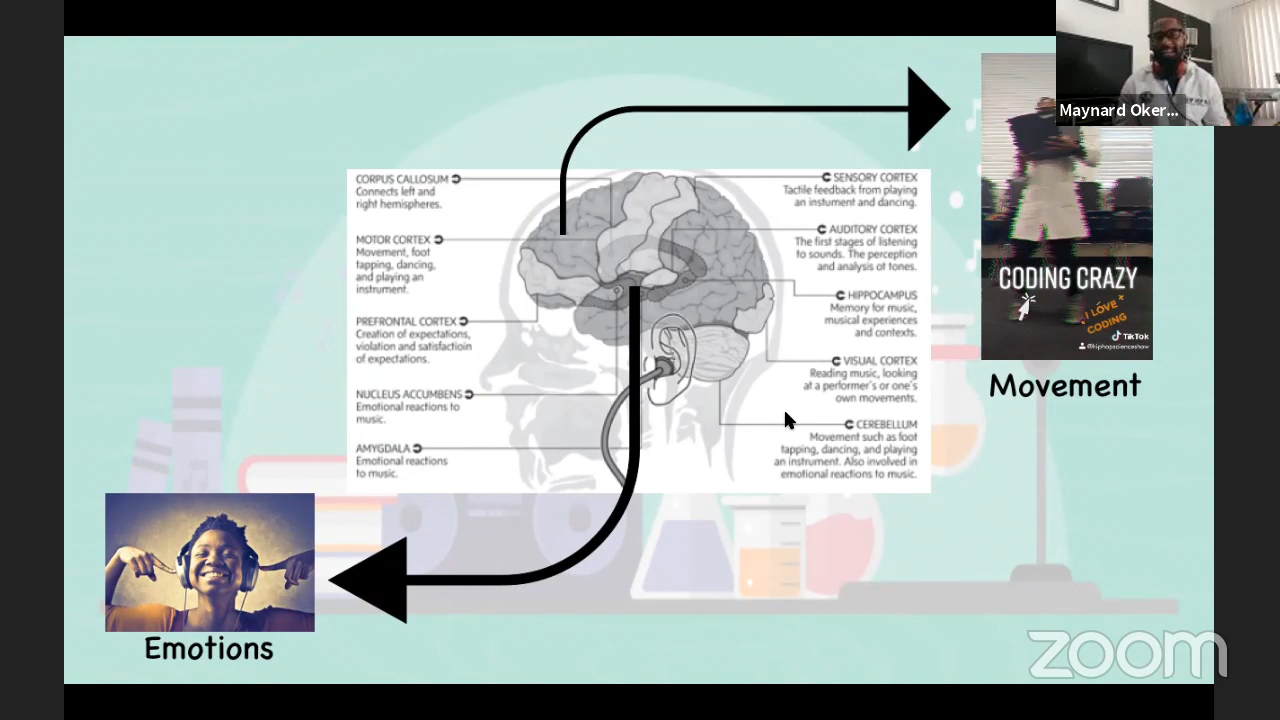 Maynard Oker...
CORPUS CALLOSUM
Connects left and
right hemispheres.
MOTOR CORTEX
Movement, foot
tapping, dancing,
and playing an
instrument.
PREFRONTAL CORTEX
Creation of expectations,
violation and satisfactioin
of expectations.
NUCLEUS ACCUMBENS
Emotional reactions to
music.
AMYGDALA
Emotional reactions
to music.
SENSORY CORTEX
Tactile feedback from playing
an instument and dancing.
AUDITORY CORTEX
The first stages of listening
to sounds. The perception
and analysis of tones.
HIPPOCAMPUS
Memory for music,
musical experiences
and contexts.
VISUAL CORTEX
Reading music, looking
at a performer's or one's
own movements.
CEREBELLUM
Movement such as foot
tapping, dancing, and playing
an instrument. Also involved in
emotional reactions to music.
CODING CRAZY
I LOVE
CODING
TikTok
@hiphopscienceshow
Movement
Emotions
zoom